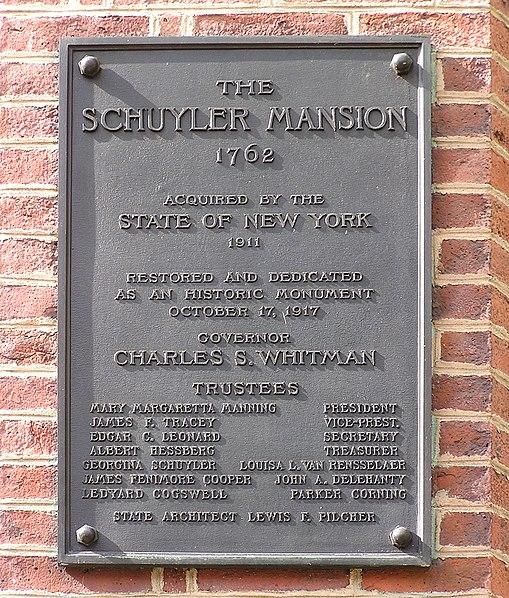 THE
SCHUYLER MANSION
1762
ACQUIRED BY THE
STATE OF NEW YORK
1911
RESTORED AND DEDICATED
AS AN HISTORIC MONUMENT
OCTOBER 17, 1917
GOVERNOR
CHARLES S. WHITMAN
TRUSTEES
MARY MARGARETTA MANNING PRESIDENT
JAMES F. TRACEY VICE-PREST.
EDGAR C. LEONARD SECRETARY
ALBERT HESSBERG TREASURER
GEORGINA SCHUYLER LOUISA L. VAN RENSSELAER
JAMES FENIMORE COOPER JOHN A. DELEHANTY
LEDYARD COGSWELL PARKER CORNING
STATE ARCHITECT LEWIS F. PILCHER